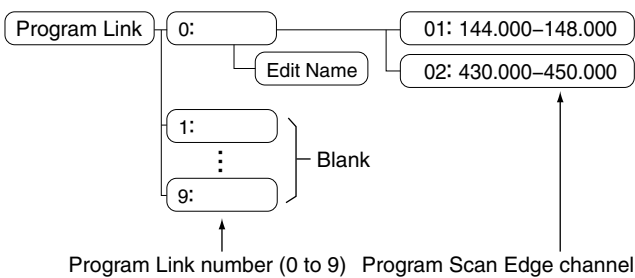 Program Link
0:
01: 144.000–148.000
Edit Name
02: 430.000–450.000
1:
Blank
9:
Program Link number (0 to 9)
Program Scan Edge channel